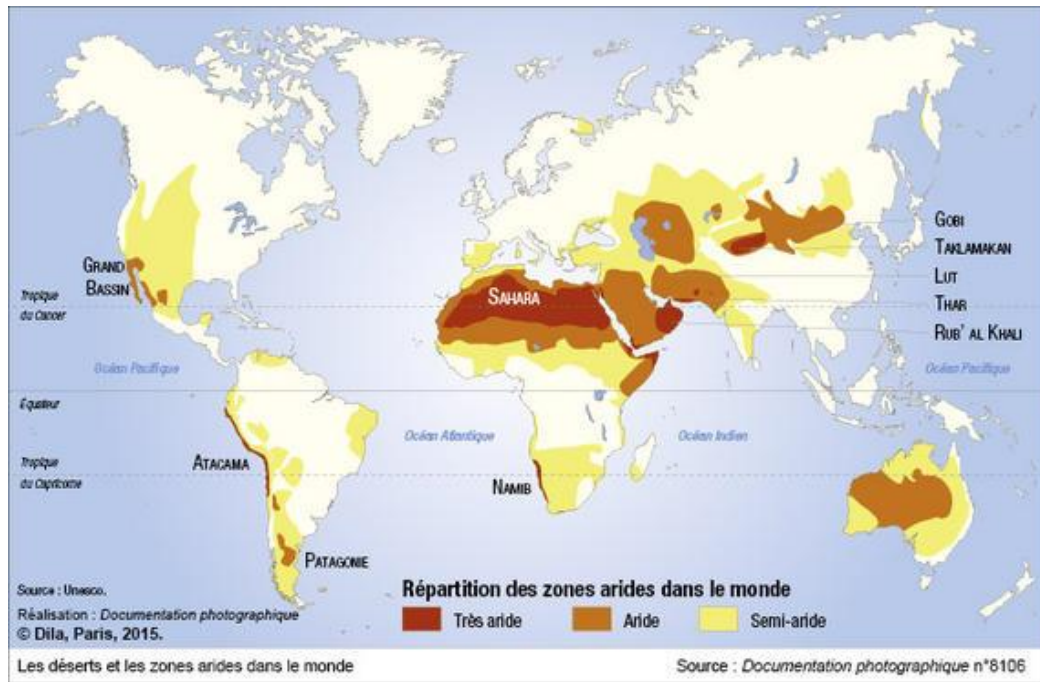 GRAND
BASSIN
SAHARA
GOBI
TAKLAMAKAN
LUT
THAR
RUB' AL KHALI
Tropique
du Cancer
Océan Pacifique
Océan Pacifique
Équateur
Océan Atlantique
Océan Indien
ATACAMA
Tropique
du Capricorne
NAMIB
PATAGONIE
Source : Unesco.
Réalisation : Documentation photographique
© Dila, Paris, 2015.
Répartition des zones arides dans le monde
Très aride
Aride
Semi-aride
Les déserts et les zones arides dans le monde
Source : Documentation photographique n°8106